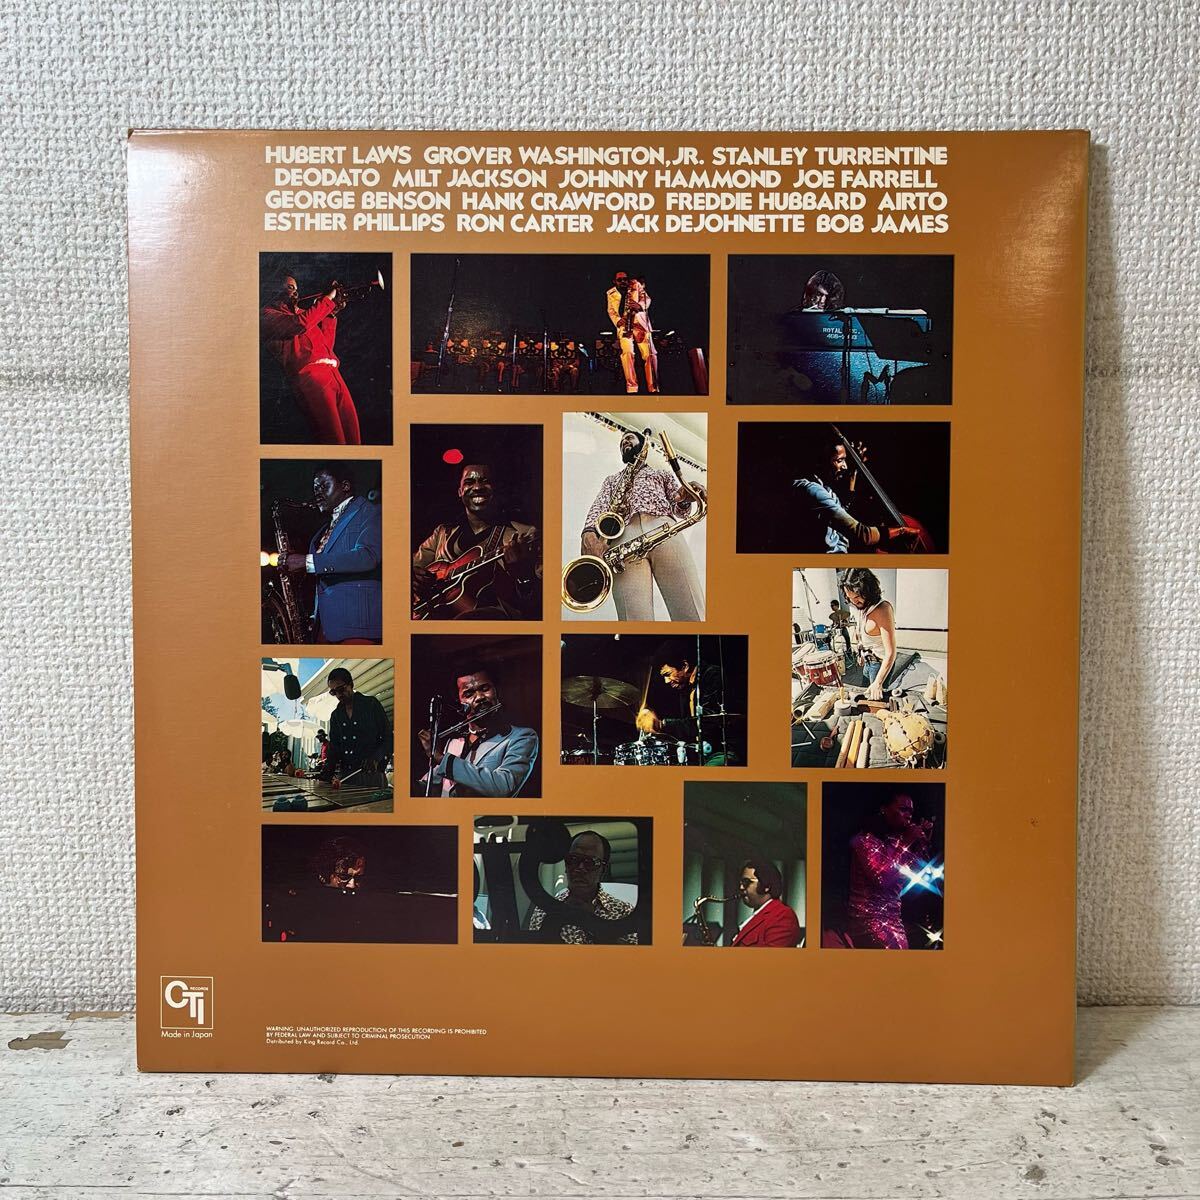 HUBERT LAWS GROVER WASHINGTON, JR. STANLEY TURRENTINE
DEODATO MILT JACKSON JOHNNY HAMMOND JOE FARRELL
GEORGE BENSON HANK CRAWFORD FREDDIE HUBBARD AIRTO
ESTHER PHILLIPS RON CARTER JACK DEJOHNETTE BOB JAMES
CTI
RECORDS
Made in Japan
WARNING: UNAUTHORIZED REPRODUCTION OF THIS RECORDING IS PROHIBITED
BY FEDERAL LAW AND SUBJECT TO CRIMINAL PROSECUTION.
Distributed by King Record Co., Ltd.